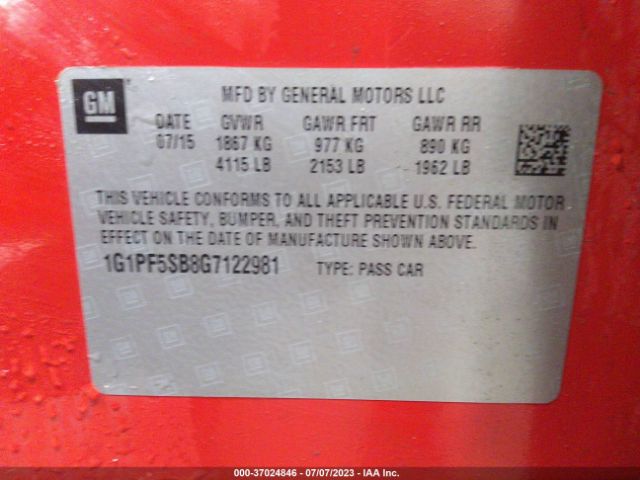 GM
MFD BY GENERAL MOTORS LLC
DATE GVWR GAWR FRT GAWR RR
07/15 1867 KG 977 KG 890 KG
4115 LB 2153 LB 1962 LB
THIS VEHICLE CONFORMS TO ALL APPLICABLE U.S. FEDERAL MOTOR
VEHICLE SAFETY, BUMPER, AND THEFT PREVENTION STANDARDS IN
EFFECT ON THE DATE OF MANUFACTURE SHOWN ABOVE.
1G1PF5SB8G7122981 TYPE: PASS CAR
000-37024846 - 07/07/2023 - IAA Inc.